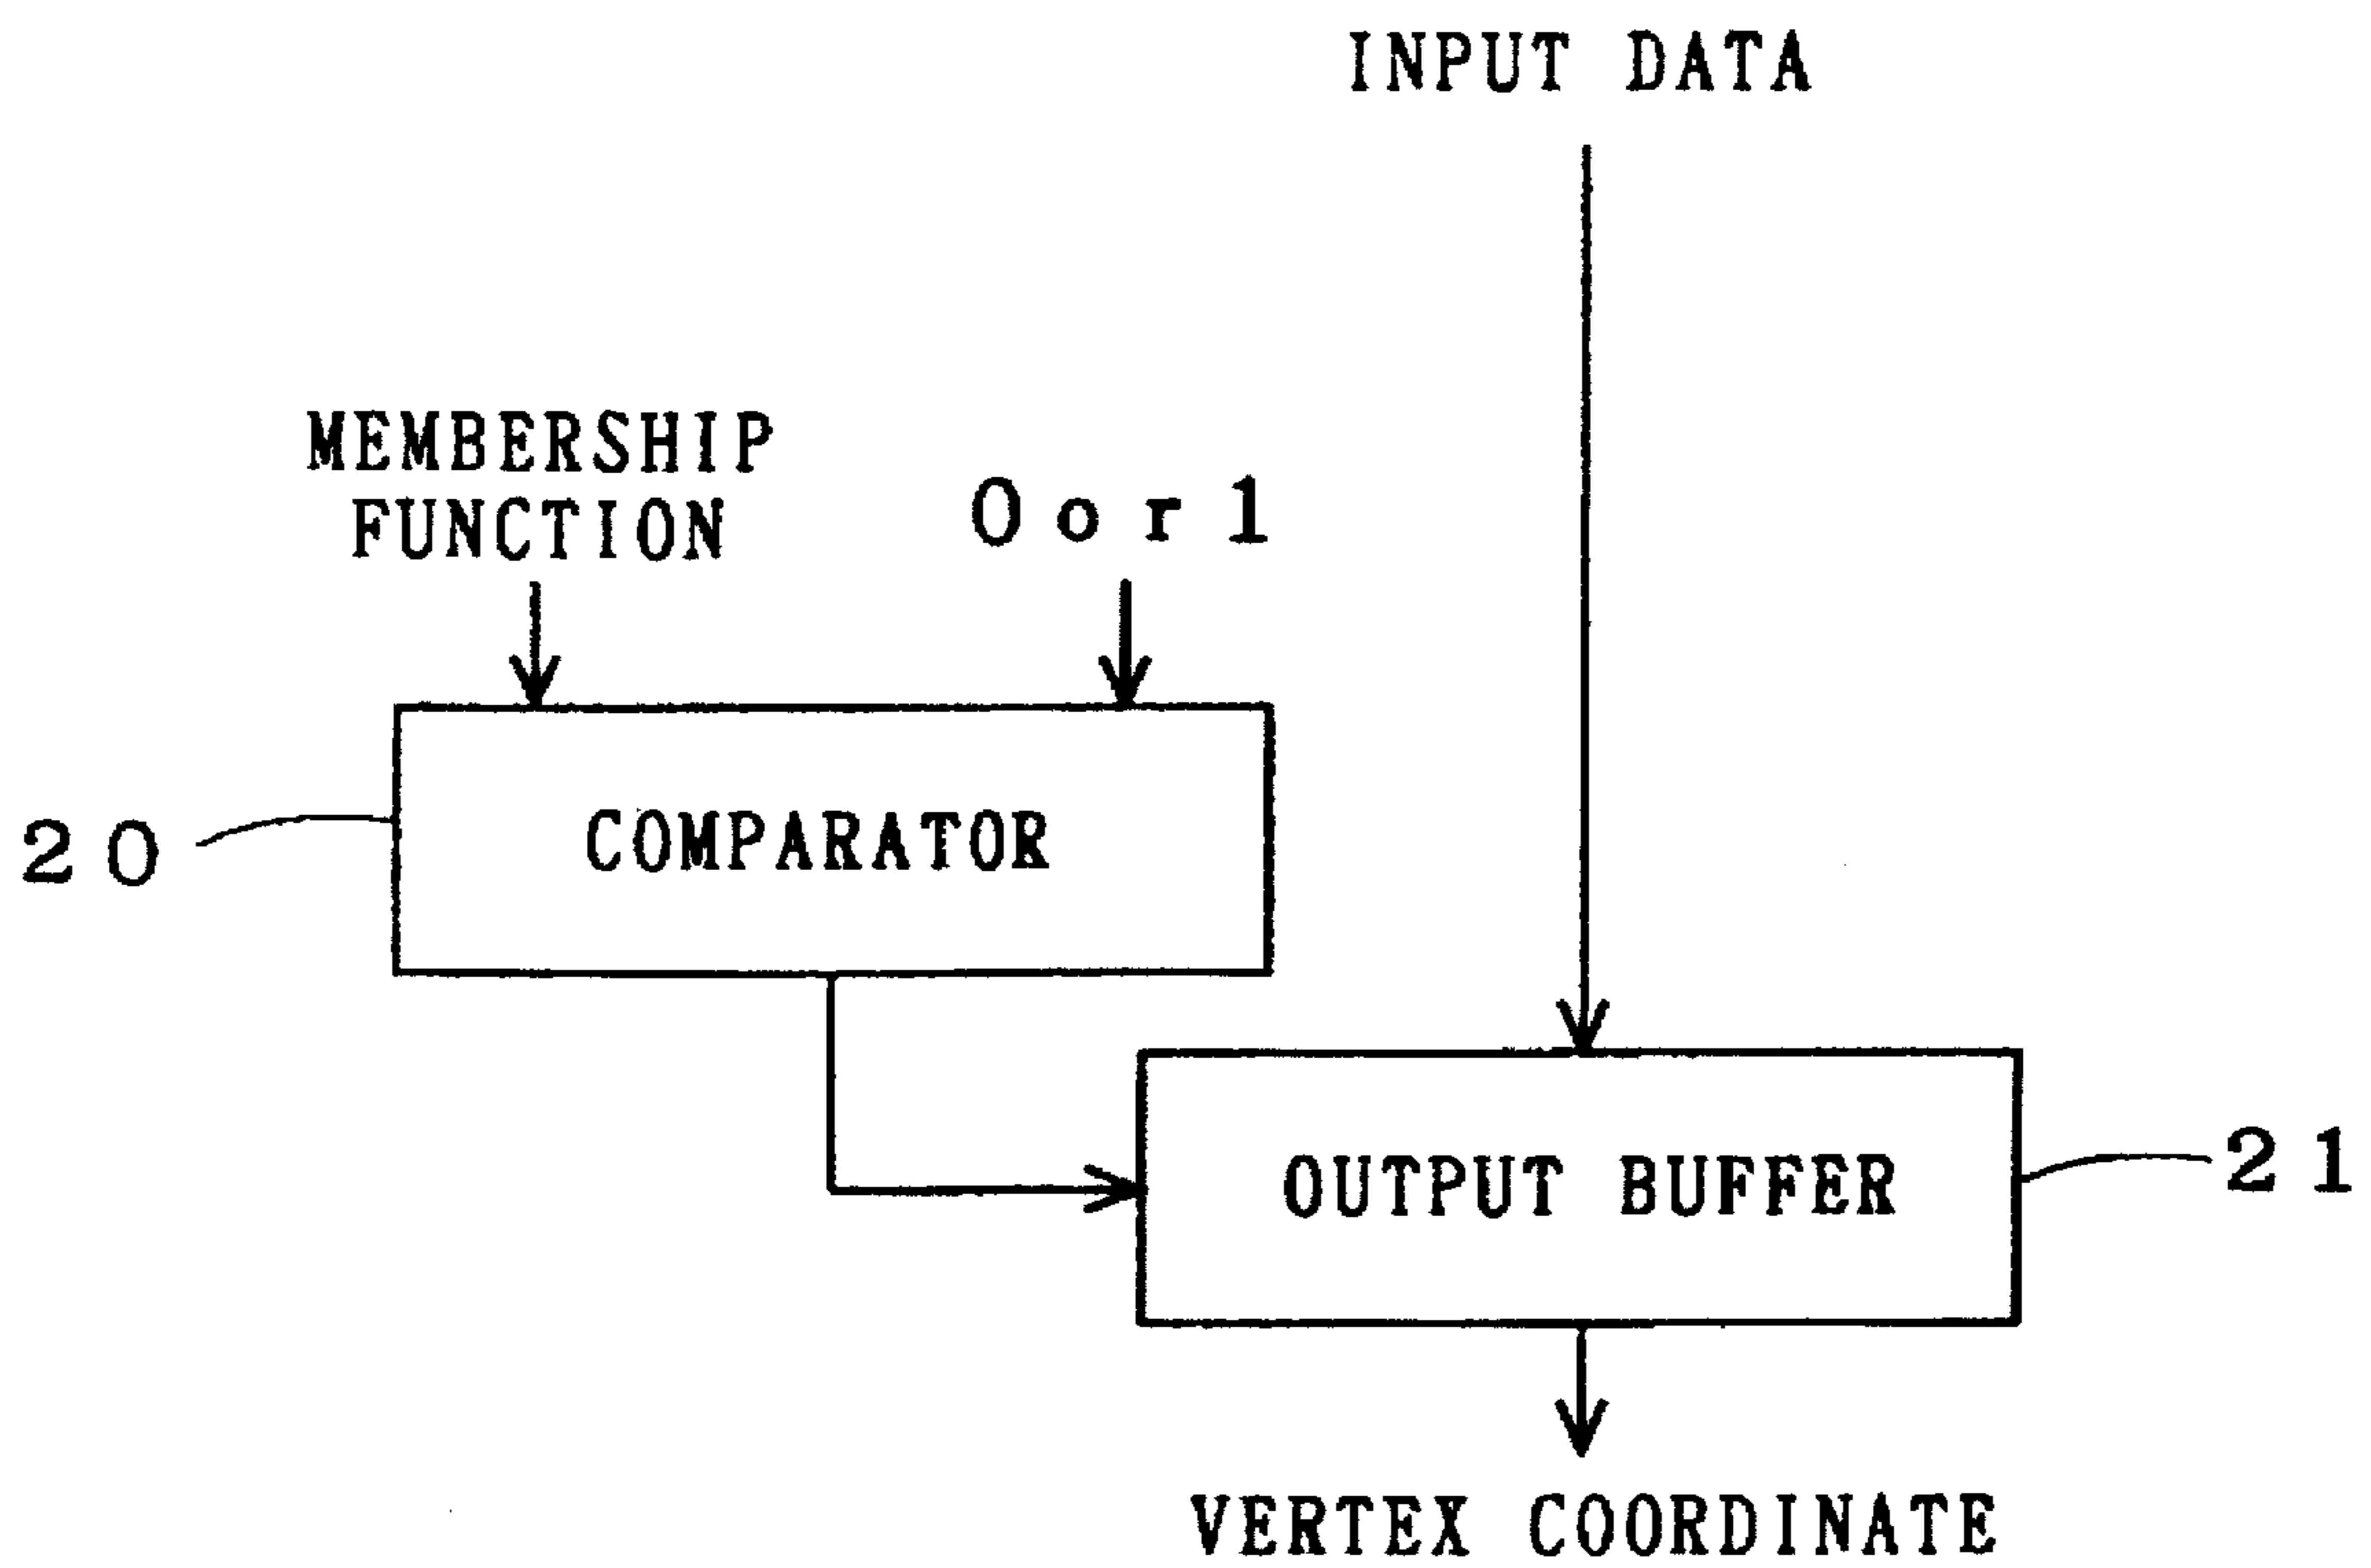 INPUT DATA
MEMBERSHIP
FUNCTION
0 or 1
20
COMPARATOR
OUTPUT BUFFER
21
VERTEX COORDINATE